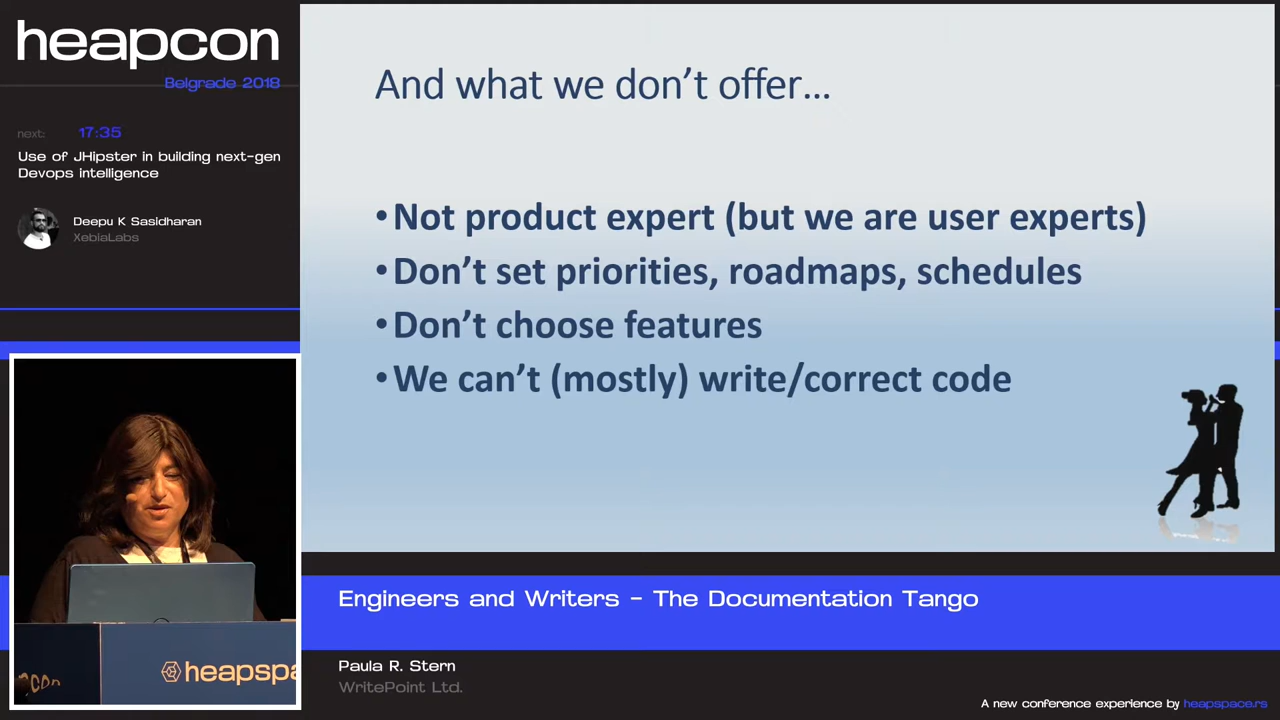 heapcon
Belgrade 2018
next: 17:35
Use of JHipster in building next-gen
Devops intelligence
Deepu K Sasidharan
XebiaLabs
And what we don't offer...
•Not product expert (but we are user experts)
•Don't set priorities, roadmaps, schedules
•Don't choose features
•We can't (mostly) write/correct code
heapspa
con
Engineers and Writers - The Documentation Tango
Paula R. Stern
WritePoint Ltd.
A new conference experience by heapspace.rs